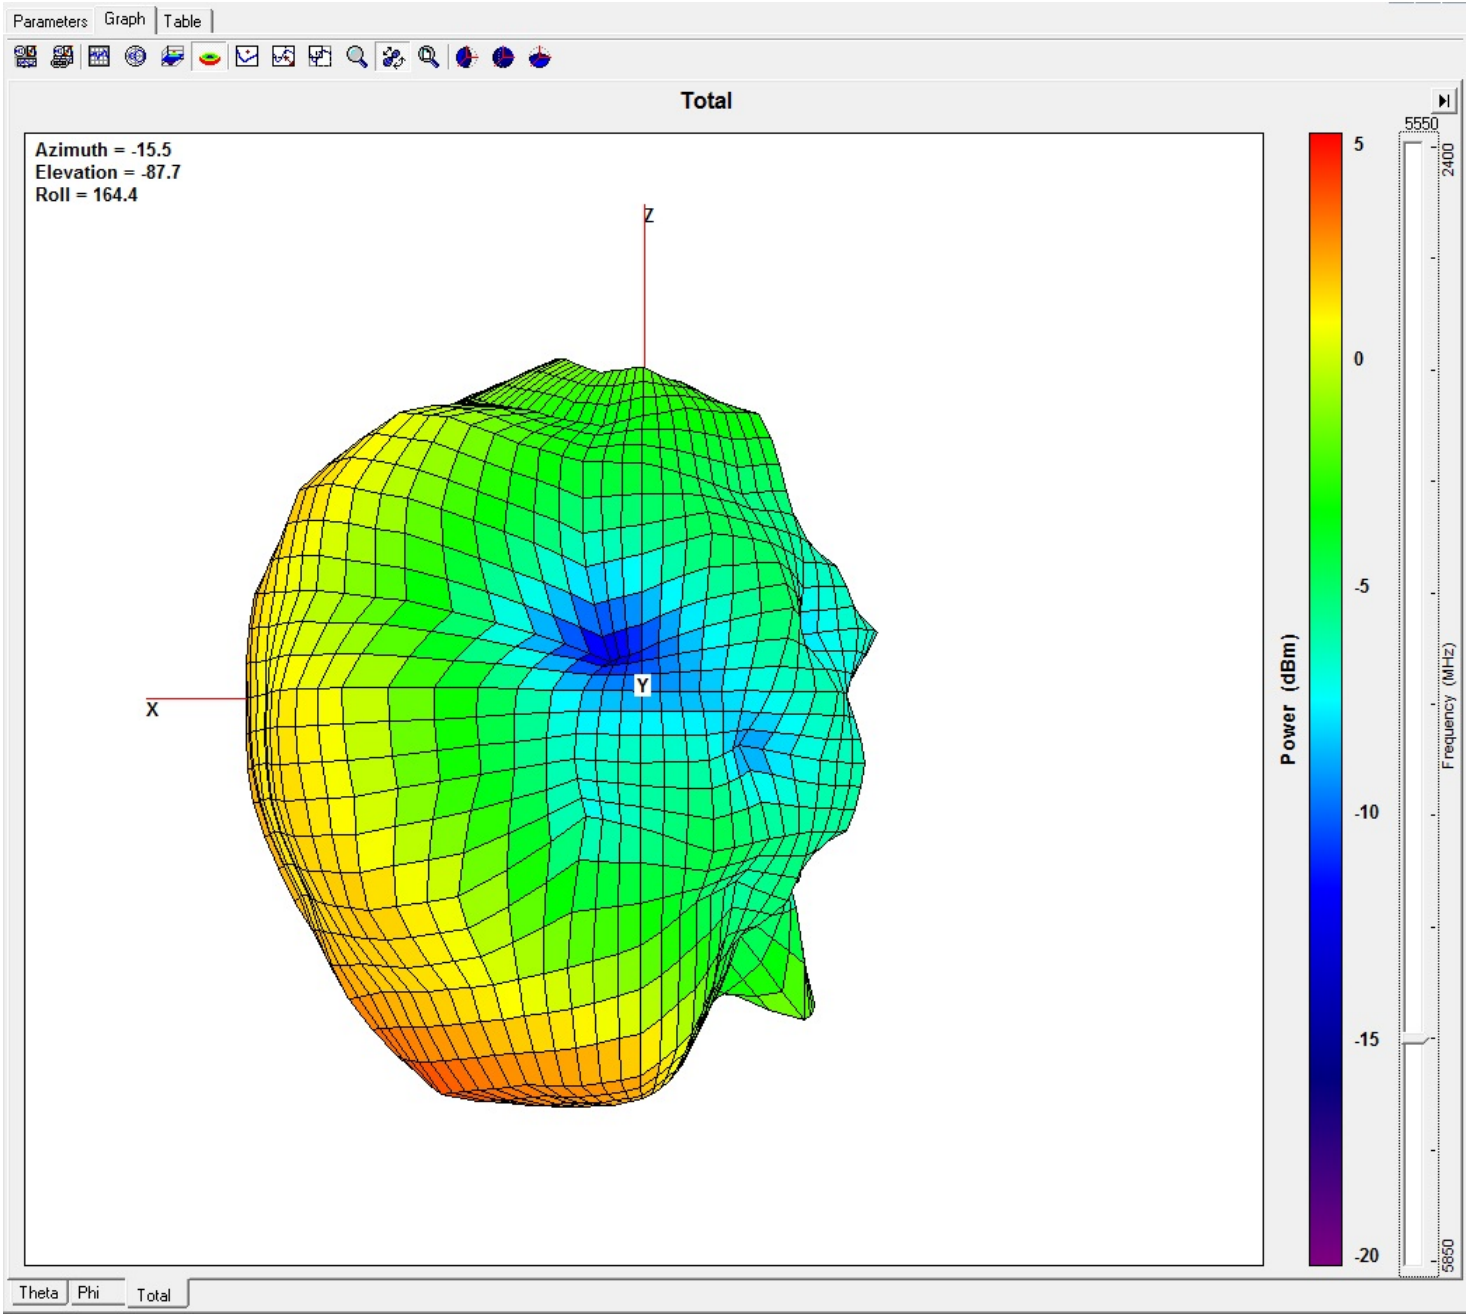 Parameters Graph Table
Total
5550
Azimuth = -15.5
Elevation = -87.7
Roll = 164.4
Z
X
Y
5
0
-5
-10
-15
-20
Power (dBm)
2400
Frequency (MHz)
5850
Theta Phi Total